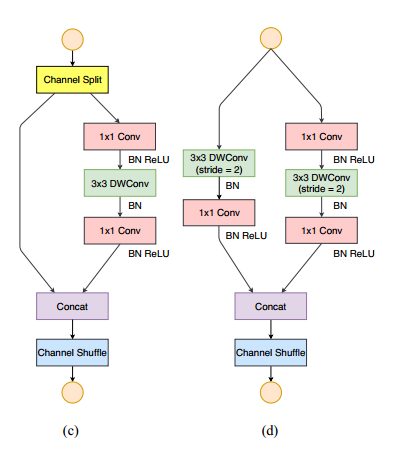 Channel Split
1x1 Conv
BN ReLU
3x3 DWConv
BN
1x1 Conv
BN ReLU
Concat
Channel Shuffle
(c)
3x3 DWConv
(stride = 2)
BN
1x1 Conv
BN ReLU
1x1 Conv
BN ReLU
3x3 DWConv
(stride = 2)
BN
1x1 Conv
BN ReLU
Concat
Channel Shuffle
(d)